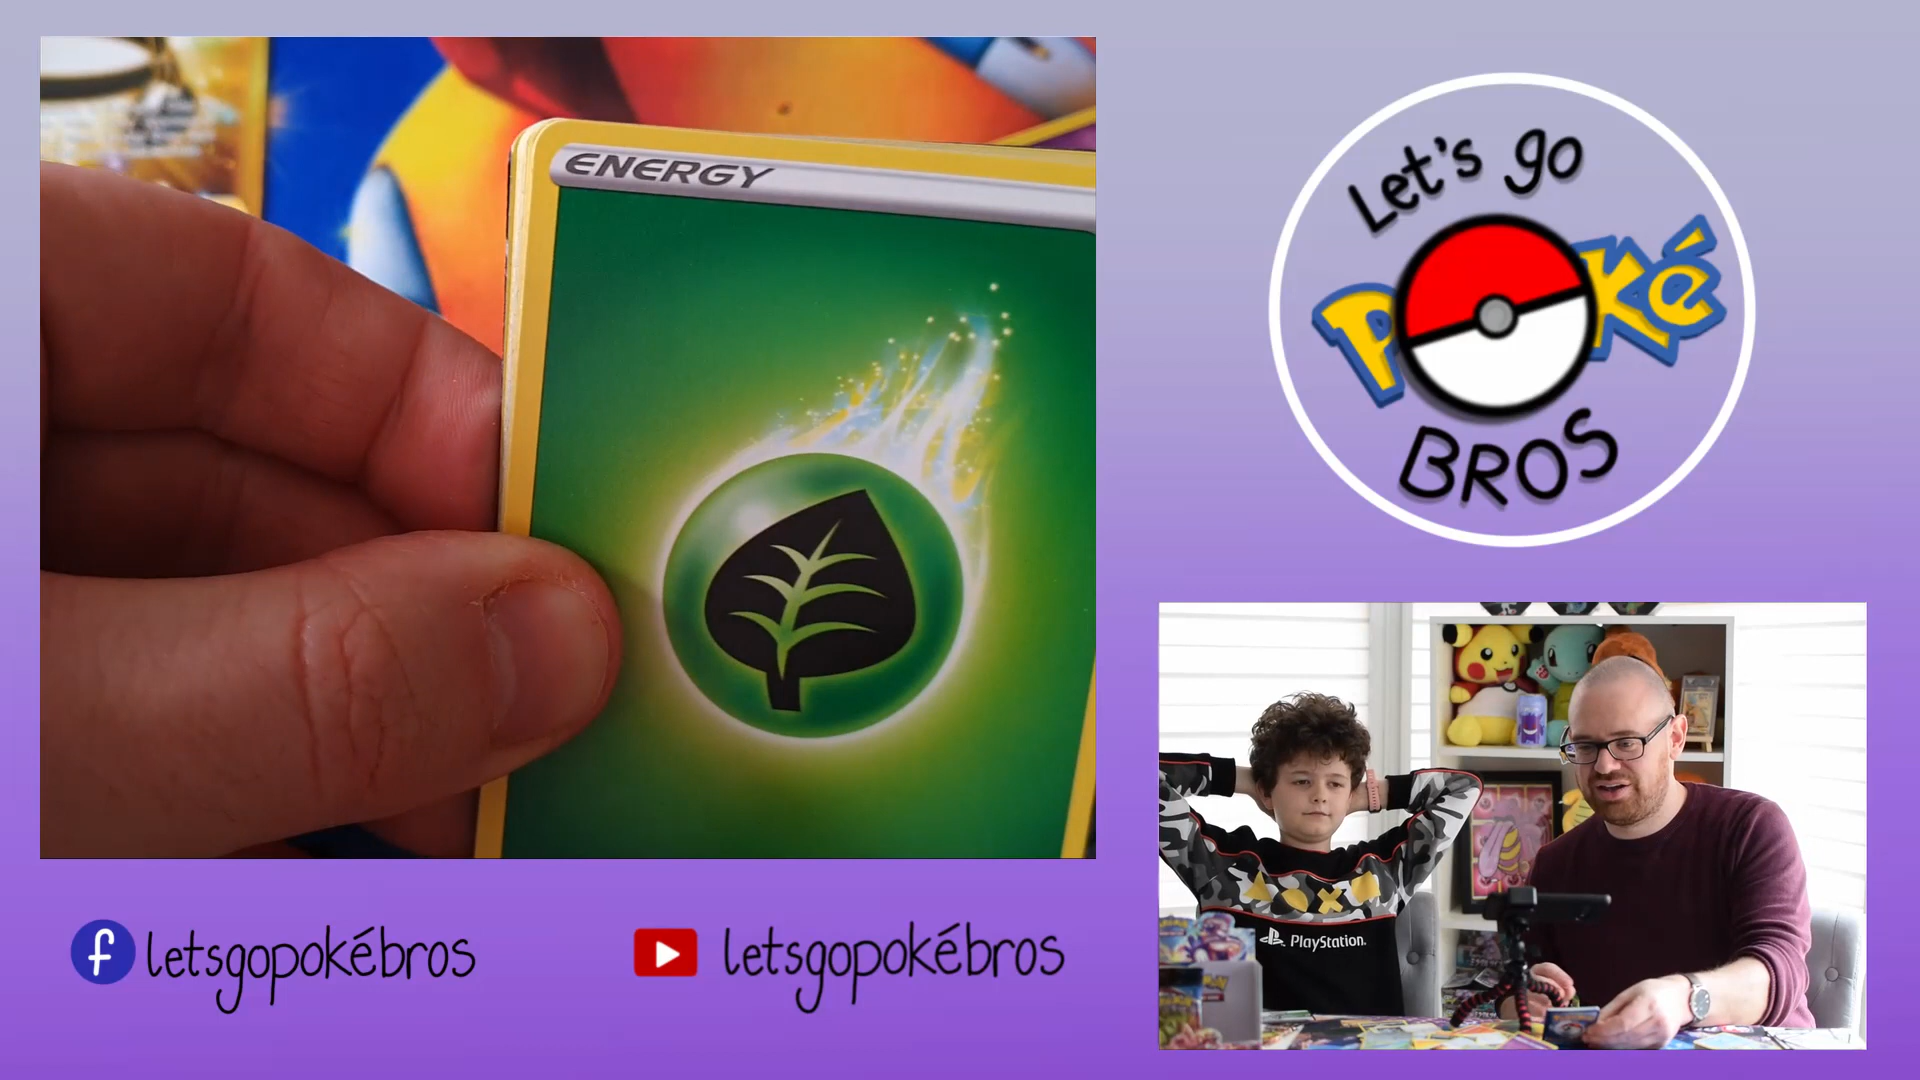 ENERGY
Let's go
POKé
BROS
letsgopokébros
letsgopokébros
PlayStation.